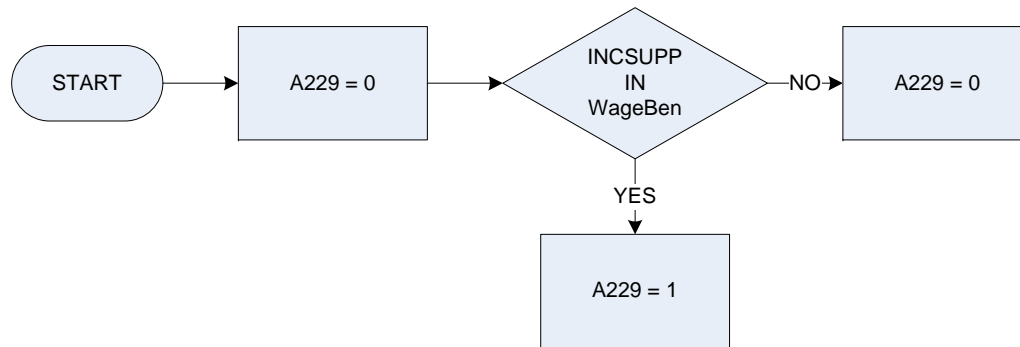 START
A229 = 0
INCSUPP
IN
WageBen
NO
A229 = 0
YES
A229 = 1